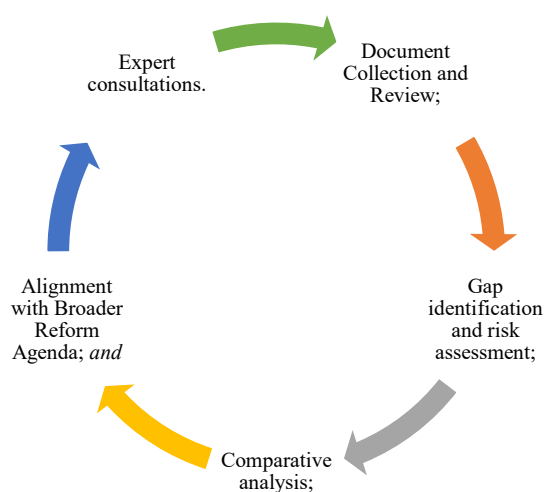 Document
Collection and
Review;
Gap
identification
and risk
assessment;
Comparative
analysis;
Alignment
with Broader
Reform
Agenda; and
Expert
consultations.